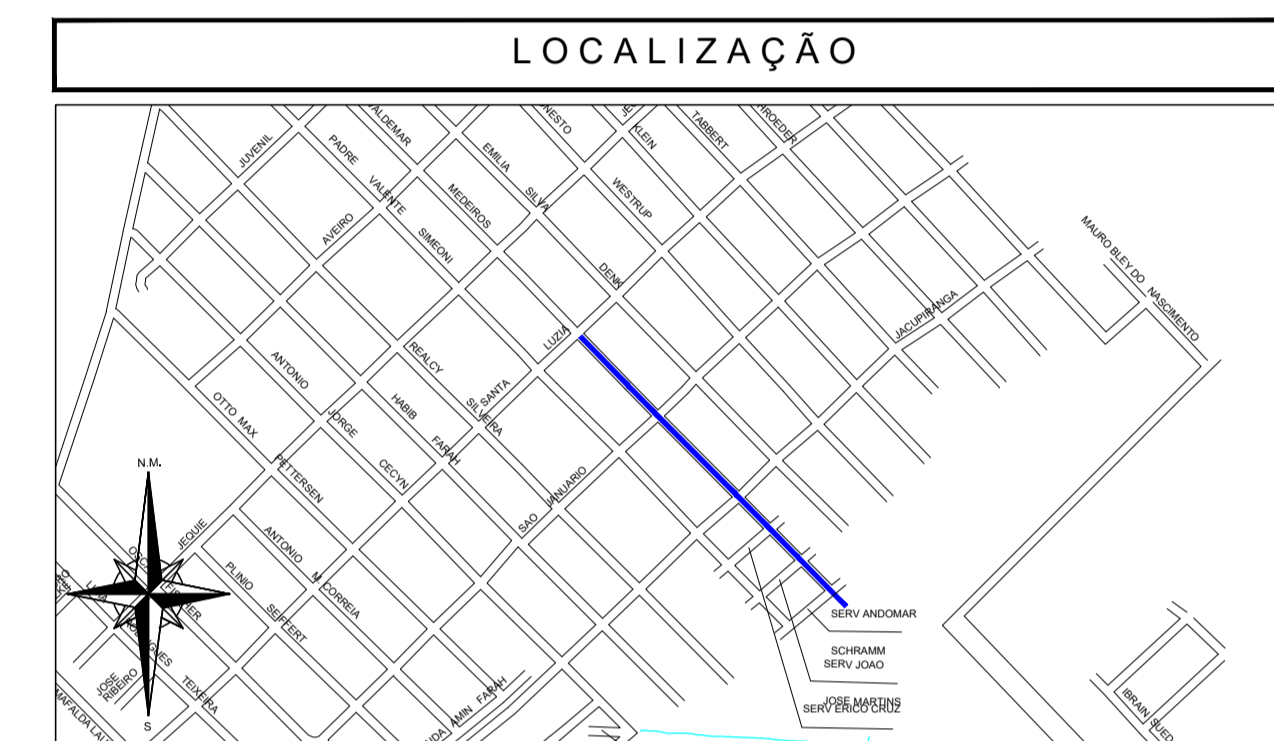 LOCALIZAÇÃO
VALDEMAR
TABBERT
KLEIN
JUVENIL
PADRE
EMILIA
VALENTE
MEDEIROS
SILVA
WESTRUP
AVEIRO
SIMEONI
MAURO BLEY DO NASCIMENTO
DENK
JACUPIRANGA
LUZIA
REALCY
ANTONIO
SANTA
HABIB
SILVEIRA
OTTO MAX
JORGE
FARAH
CECYN
N.M.
PETTERSEN
SAO JANUARIO
JEQUIE
ANTONIO
PLINIO
M. CORREIA
SEIFFERT
SERV ANDOMAR
SCHRAMM
SERV JOAO
JOSE MARTINS
SERV ERICO CRUZ
JOSE
RIBEIRO
TEIXEIRA
AMIN FARAH
S
IBRAIN SUED
MAFALDA